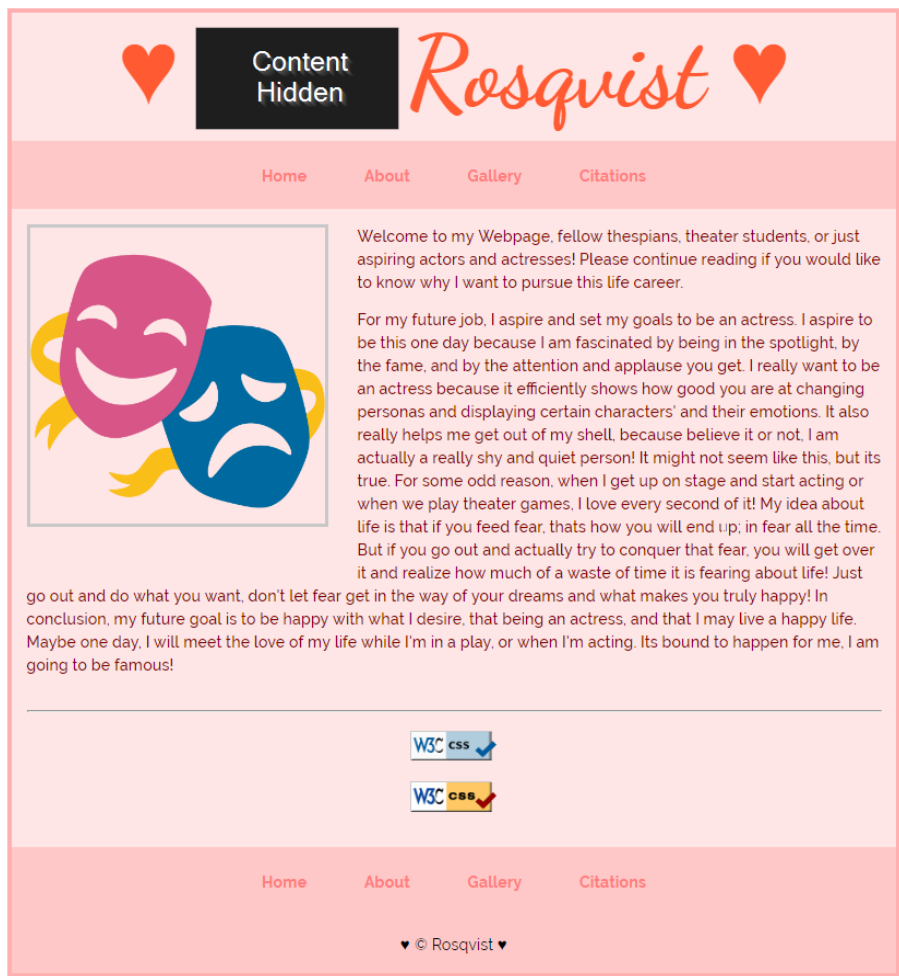 ♥ Content Hidden Rosqvist ♥
Home About Gallery Citations
Welcome to my Webpage, fellow thespians, theater students, or just
aspiring actors and actresses! Please continue reading if you would like
to know why I want to pursue this life career.
For my future job, I aspire and set my goals to be an actress. I aspire to
be this one day because I am fascinated by being in the spotlight, by
the fame, and by the attention and applause you get. I really want to be
an actress because it efficiently shows how good you are at changing
personas and displaying certain characters' and their emotions. It also
really helps me get out of my shell, because believe it or not, I am
actually a really shy and quiet person! It might not seem like this, but its
true. For some odd reason, when I get up on stage and start acting or
when we play theater games, I love every second of it! My idea about
life is that if you feed fear, thats how you will end up; in fear all the time.
But if you go out and actually try to conquer that fear, you will get over
it and realize how much of a waste of time it is fearing about life! Just
go out and do what you want, don't let fear get in the way of your dreams and what makes you truly happy! In
conclusion, my future goal is to be happy with what I desire, that being an actress, and that I may live a happy life.
Maybe one day, I will meet the love of my life while I'm in a play, or when I'm acting. Its bound to happen for me, I am
going to be famous!
W3C css
W3C css
Home About Gallery Citations
♥ © Rosqvist ♥